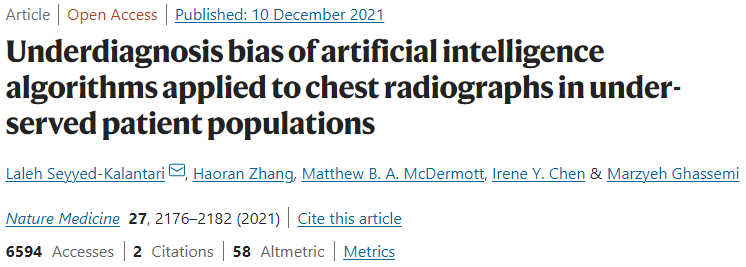 Article | Open Access | Published: 10 December 2021
Underdiagnosis bias of artificial intelligence
algorithms applied to chest radiographs in under-
served patient populations
Laleh Seyyed-Kalantari, Haoran Zhang, Matthew B. A. McDermott, Irene Y. Chen & Marzyeh Ghassemi
Nature Medicine 27, 2176–2182 (2021) | Cite this article
6594 Accesses | 2 Citations | 58 Altmetric | Metrics